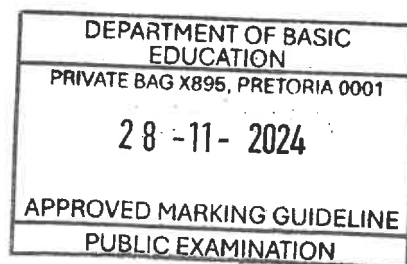 DEPARTMENT OF BASIC
EDUCATION
PRIVATE BAG X895, PRETORIA 0001
28-11-2024
APPROVED MARKING GUIDELINE
PUBLIC EXAMINATION